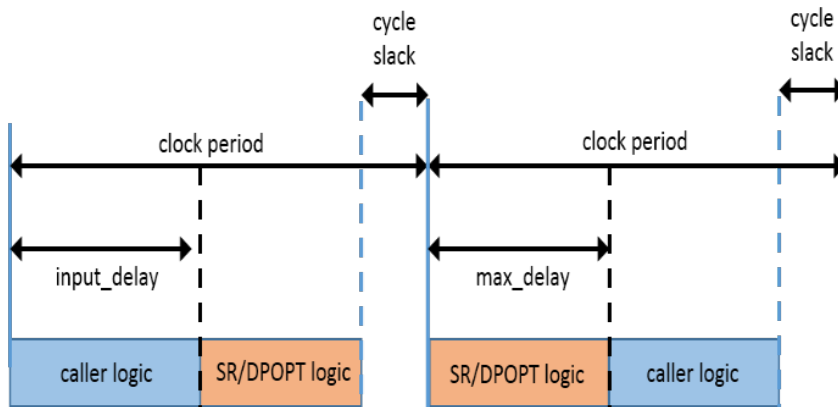 cycle
slack
cycle
slack
clock period
clock period
input_delay
max_delay
caller logic
SR/DPOPT logic
SR/DPOPT logic
caller logic